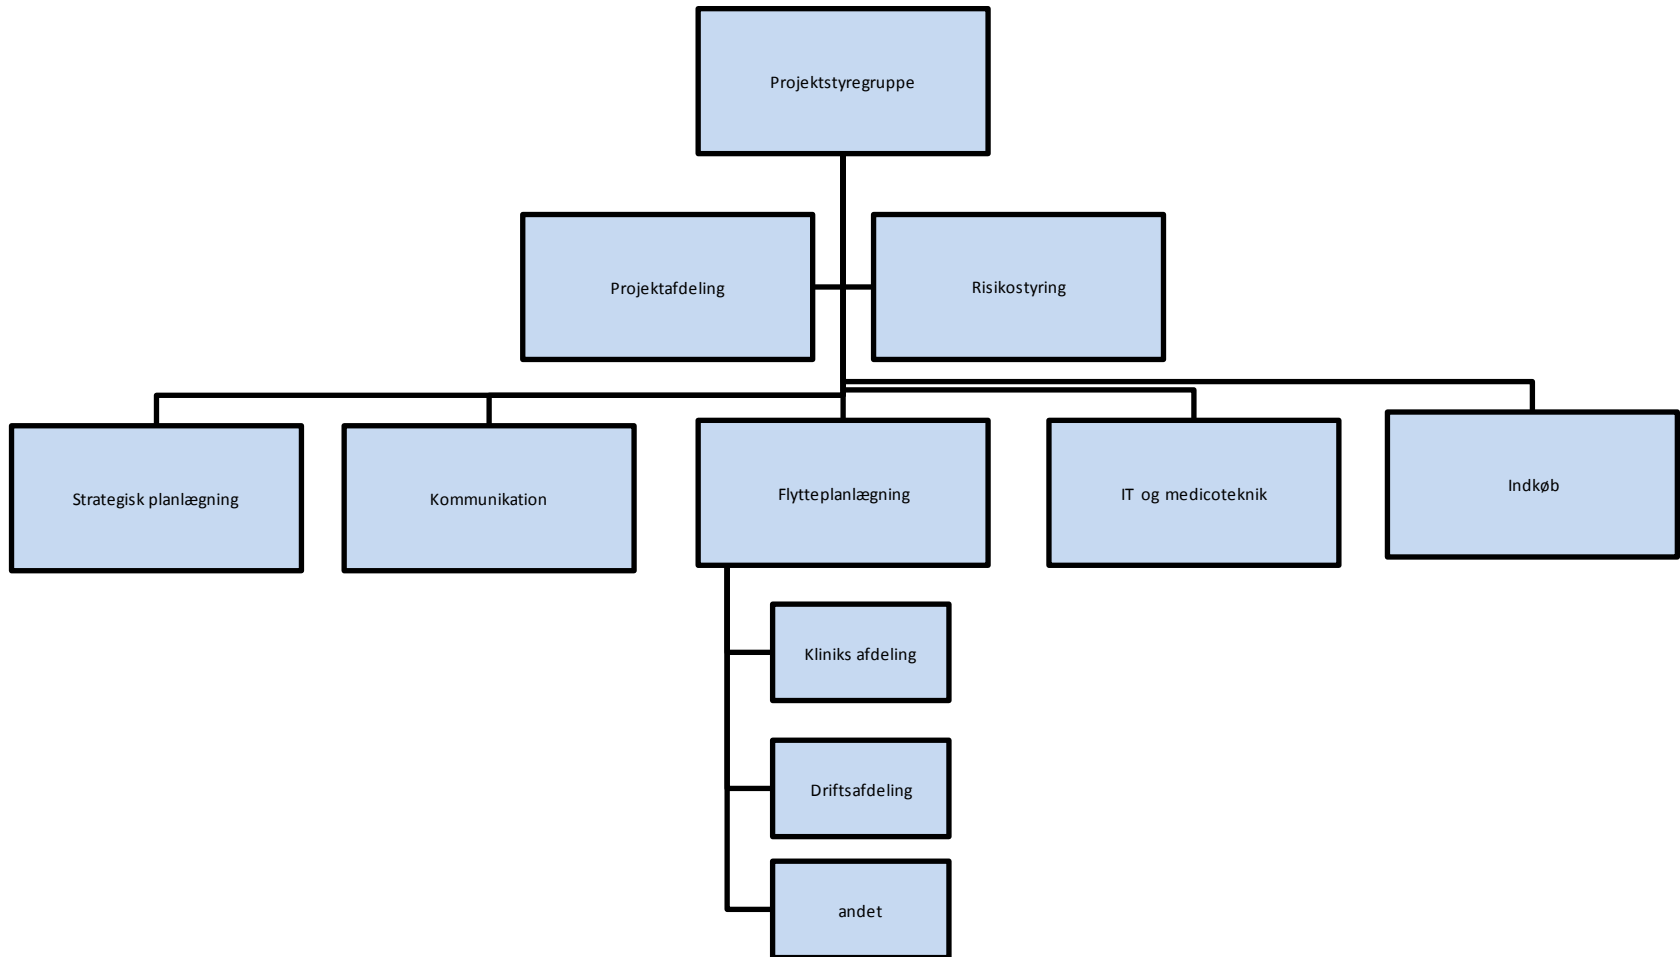 Projektstyregruppe
Projektafdeling
Risikostyring
Strategisk planlægning
Kommunikation
Flytteplanlægning
IT og medicoteknik
Indkøb
Kliniks afdeling
Driftsafdeling
andet